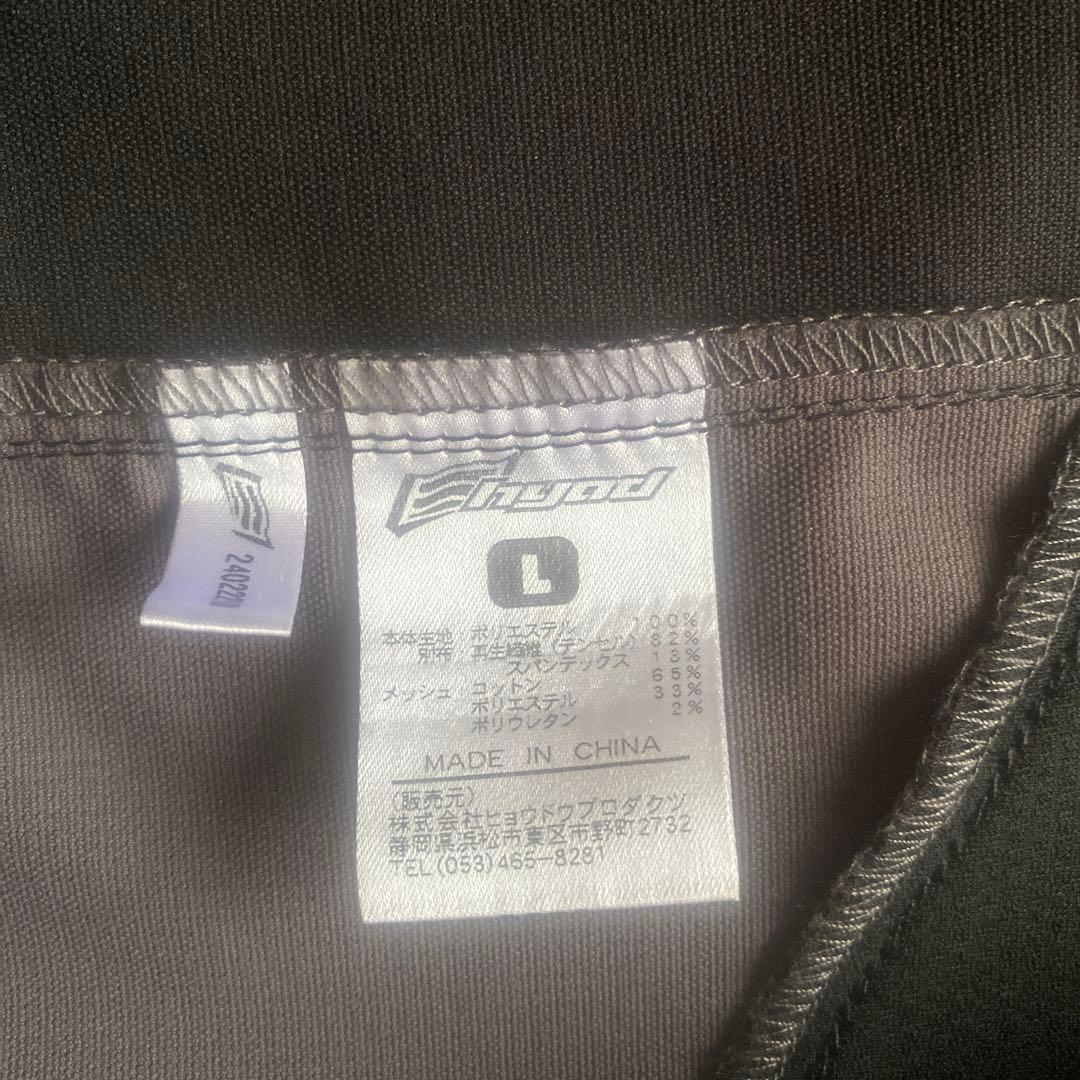 hyod
L
本体生地 ポリエステル 100%
別布 再生繊維(テンセル) 82%
スパンデックス 18%
メッシュ コットン 65%
ポリエステル 33%
ポリウレタン 2%
MADE IN CHINA
(販売元)
株式会社ヒョウドウプロダクツ
静岡県浜松市東区市野町2732
TEL(053)465-8281